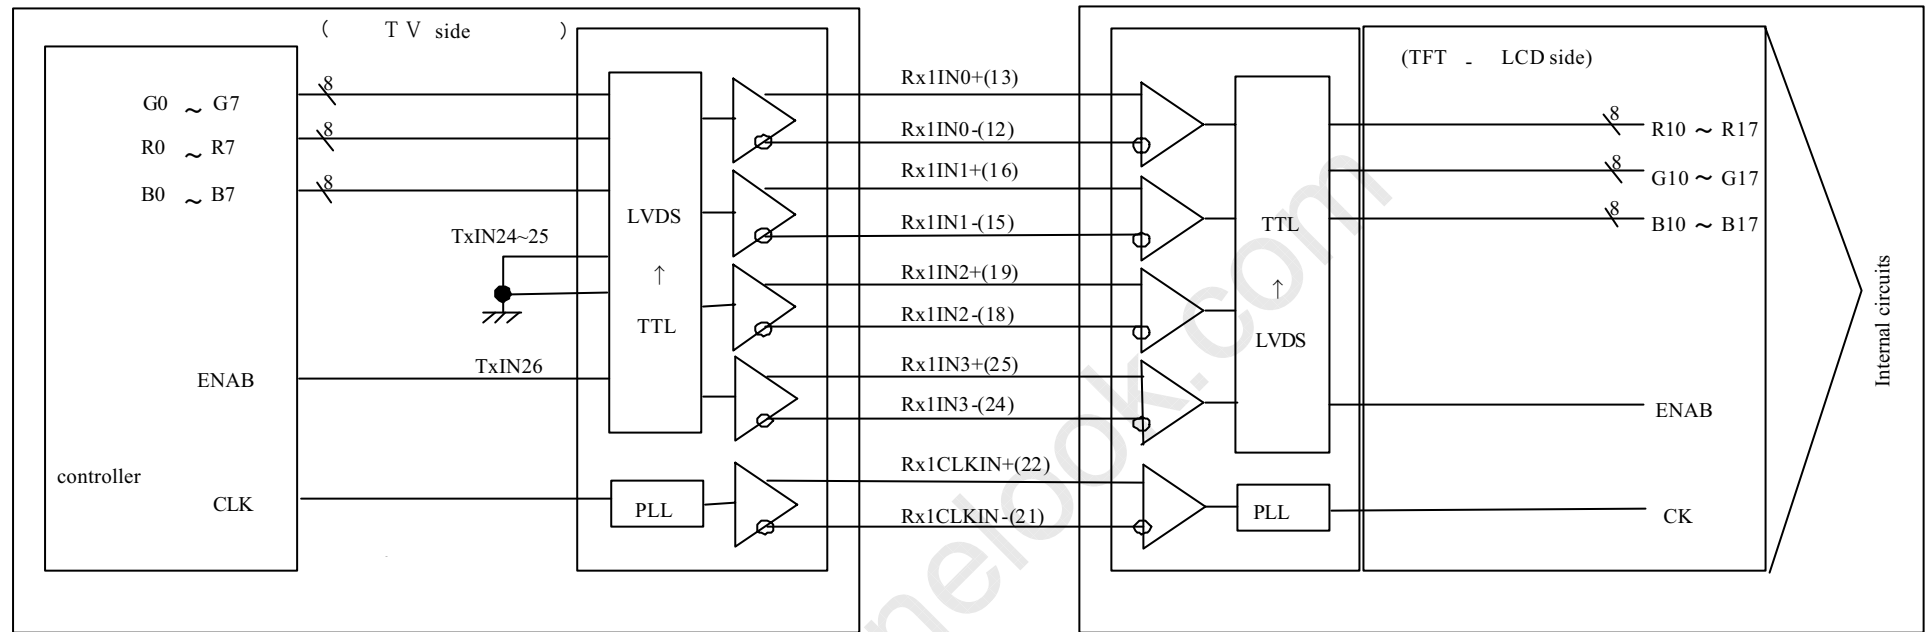 ( T V side )
G0 ~ G7
8
R0 ~ R7
8
B0 ~ B7
8
TxIN24~25
TxIN26
ENAB
controller
CLK
LVDS
↑
TTL
PLL
Rx1IN0+(13)
Rx1IN0-(12)
Rx1IN1+(16)
Rx1IN1-(15)
Rx1IN2+(19)
Rx1IN2-(18)
Rx1IN3+(25)
Rx1IN3-(24)
Rx1CLKIN+(22)
Rx1CLKIN-(21)
TTL
↑
LVDS
PLL
(TFT - LCD side)
8
R10 ~ R17
8
G10 ~ G17
8
B10 ~ B17
ENAB
CK
Internal circuits
nelook.com